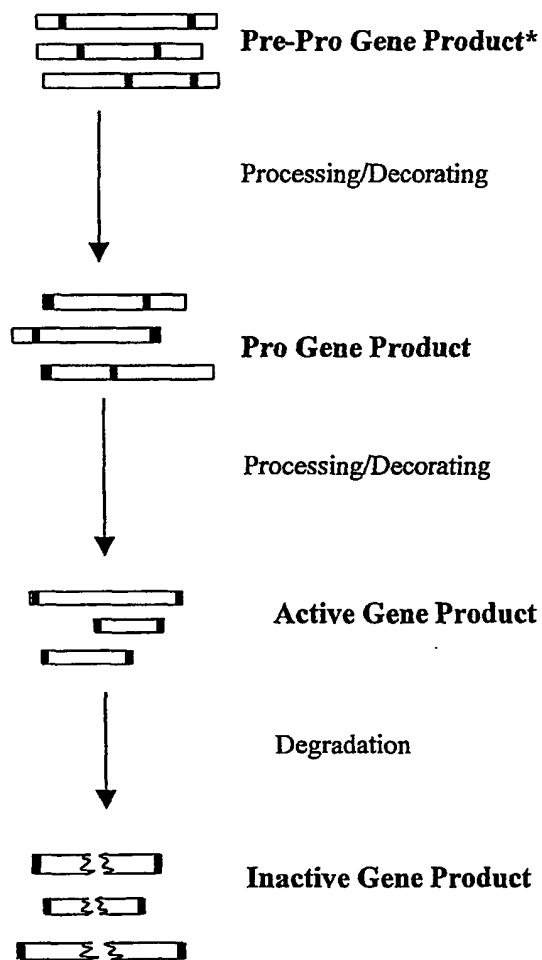 Pre-Pro Gene Product*
Processing/Decorating
Pro Gene Product
Processing/Decorating
Active Gene Product
Degradation
Inactive Gene Product